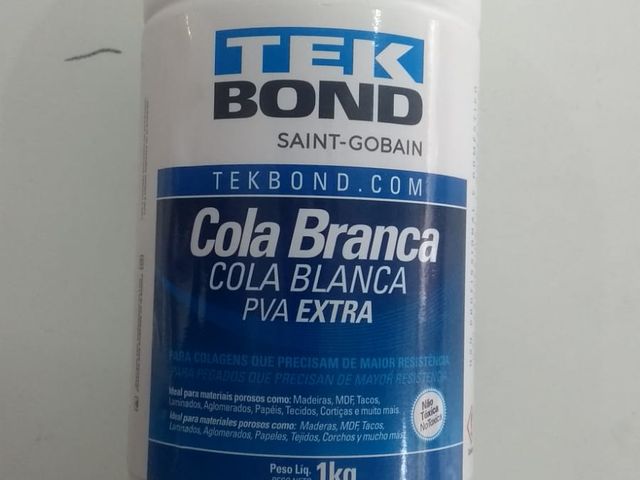 TEK
BOND
SAINT-GOBAIN
TEKBOND.COM
Cola Branca
COLA BLANCA
PVA EXTRA
PARA COLAGENS QUE PRECISAM DE MAIOR RESISTÊNCIA
PARA PEGADOS QUE PRECISAN DE MAYOR RESISTENCIA
Ideal para materiais porosos como: Madeiras, MDF, Tacos,
Laminados, Aglomerados, Papéis, Tecidos, Cortiças e muito mais
Ideal para materiales porosos como: Maderas, MDF, Tacos,
Laminados, Aglomerados, Papeles, Tejidos, Corchos y mucho más
Não
Tóxica
No Tóxico
Peso Líq.
PESO NETO
1kg